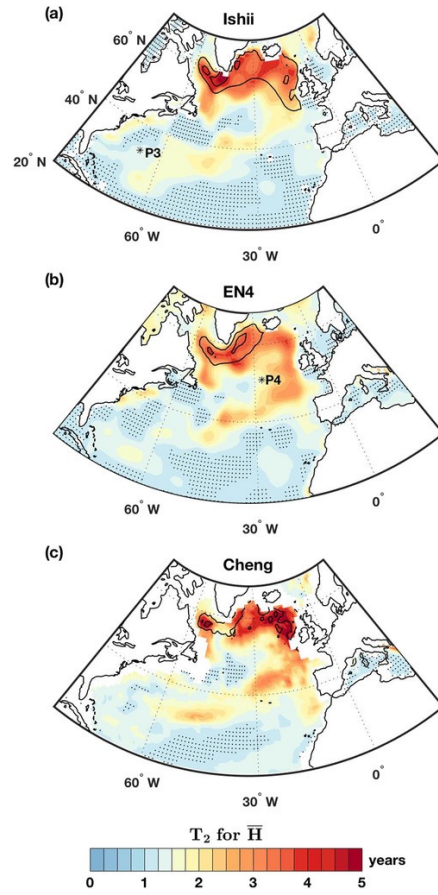 (a)
Ishii
60° N
40° N
20° N
P3
60° W
30° W
0°
(b)
EN4
P4
60° W
30° W
0°
(c)
Cheng
60° W
30° W
0°
T₂ for H̅
years
0 1 2 3 4 5